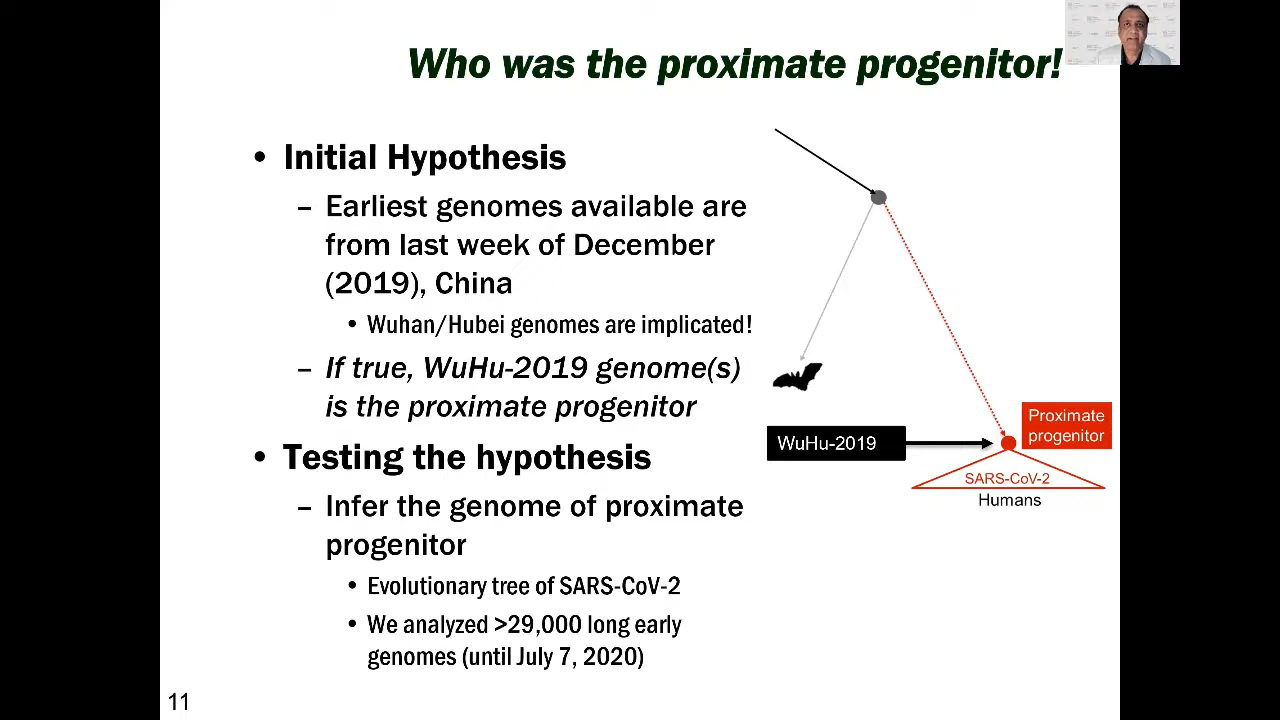 Who was the proximate progenitor!
• Initial Hypothesis
– Earliest genomes available are
from last week of December
(2019), China
• Wuhan/Hubei genomes are implicated!
– If true, WuHu-2019 genome(s)
is the proximate progenitor
• Testing the hypothesis
– Infer the genome of proximate
progenitor
• Evolutionary tree of SARS-CoV-2
• We analyzed >29,000 long early
genomes (until July 7, 2020)
Proximate
progenitor
WuHu-2019
SARS-CoV-2
Humans
11